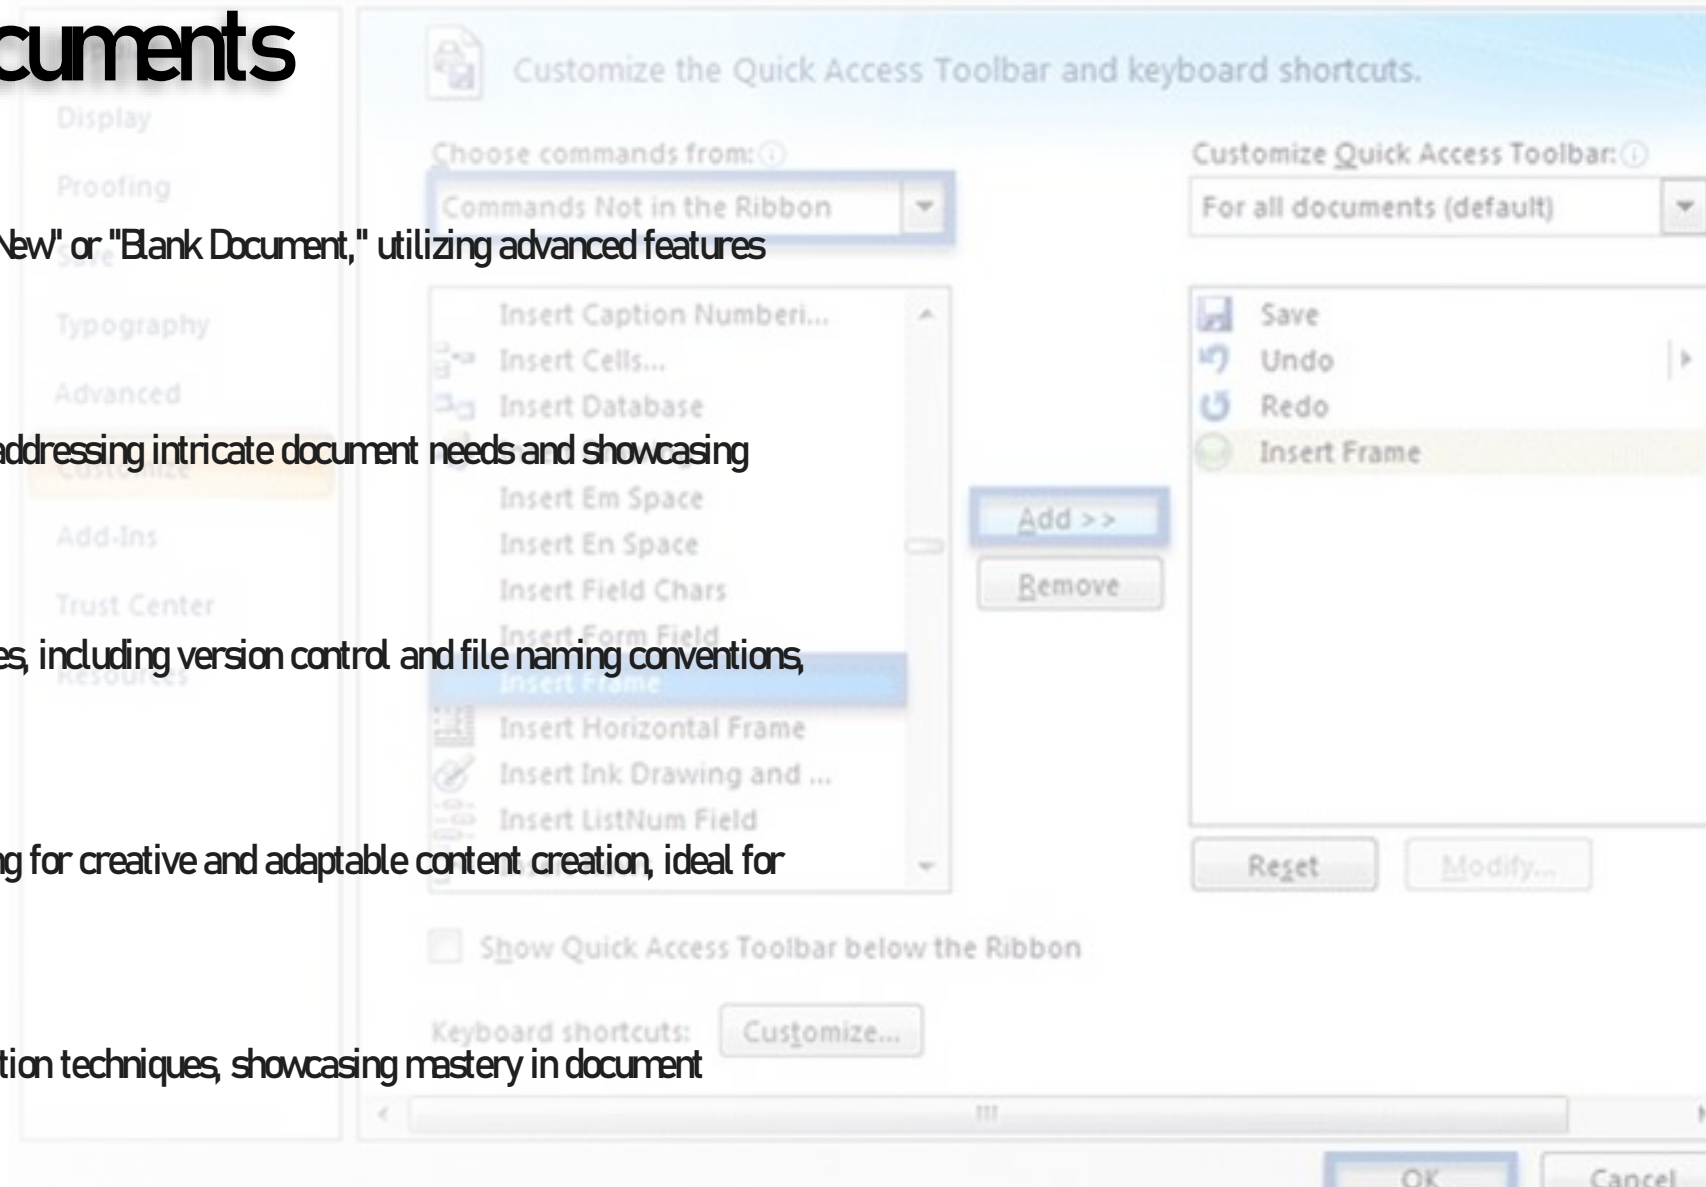 cuments
Display
Proofing
Save
Typography
Advanced
Customize
Add-Ins
Trust Center
Resources
Customize the Quick Access Toolbar and keyboard shortcuts.
Choose commands from:
Commands Not in the Ribbon
New" or "Blank Document," utilizing advanced features
Insert Caption Numberi...
Insert Cells...
Insert Database
addressing intricate document needs and showcasing
Insert Em Space
Insert En Space
Insert Field Chars
Insert Form Field
es, including version control and file naming conventions,
Insert Frame
Insert Horizontal Frame
Insert Ink Drawing and ...
Insert ListNum Field
ng for creative and adaptable content creation, ideal for
Show Quick Access Toolbar below the Ribbon
Keyboard shortcuts: Customize...
tion techniques, showcasing mastery in document
Add >>
Remove
Customize Quick Access Toolbar:
For all documents (default)
Save
Undo
Redo
Insert Frame
Reset Modify...
OK Cancel